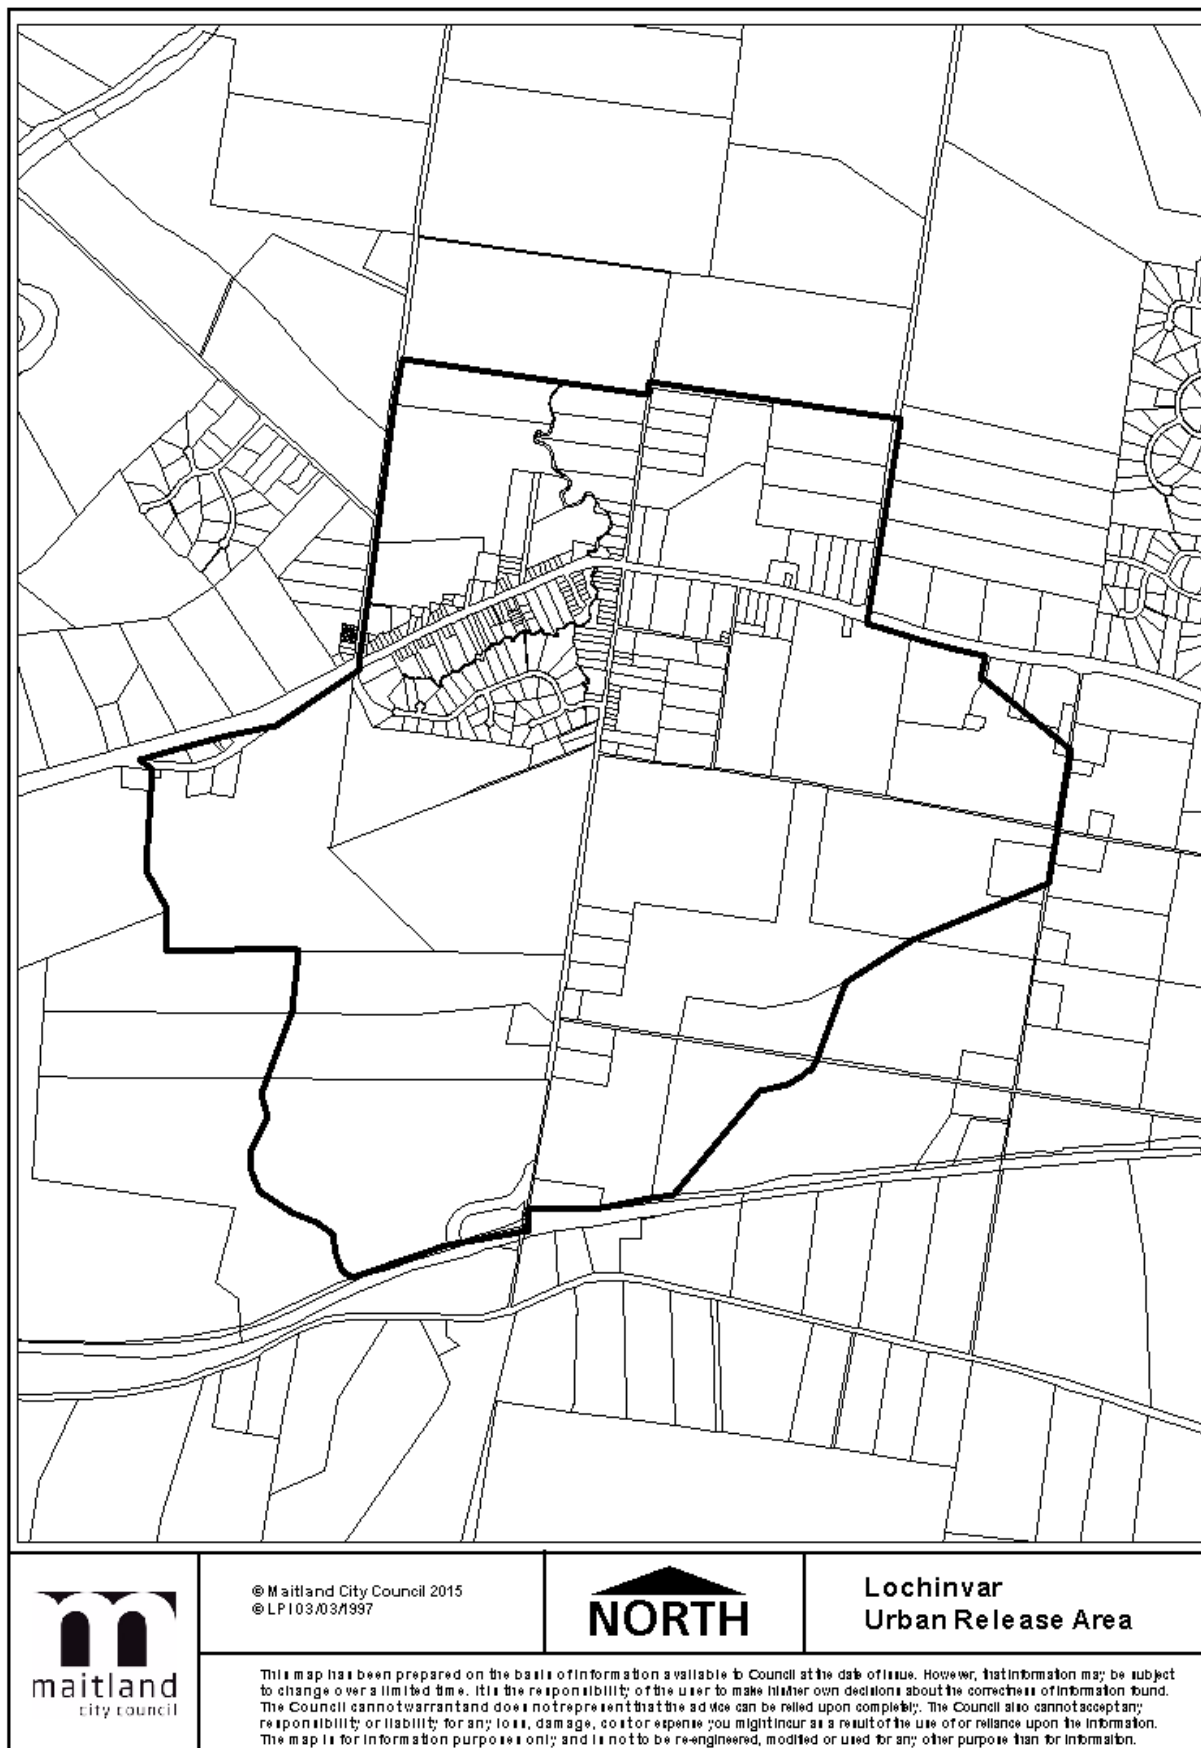 maitland
city council
© Maitland City Council 2015
© LPI 03/03/1997
NORTH
Lochinvar
Urban Release Area
This map has been prepared on the basis of information available to Council at the date of issue. However, that information may be subject
to change over a limited time. It is the responsibility of the user to make his/her own decisions about the correctness of information found.
The Council cannot warrant and does not represent that the advice can be relied upon completely. The Council also cannot accept any
responsibility or liability for any loss, damage, cost or expense you might incur as a result of the use of or reliance upon the information.
The map is for information purposes only and is not to be re-engineered, modified or used for any other purpose than for information.